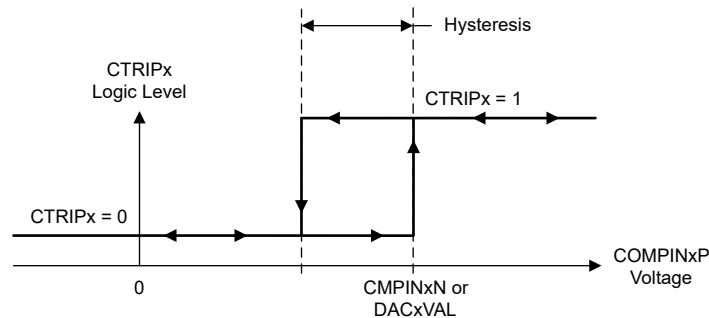 Hysteresis
CTRIPx
Logic Level
CTRIPx = 1
CTRIPx = 0
COMPINxP
Voltage
0
CMPINxN or
DACxVAL